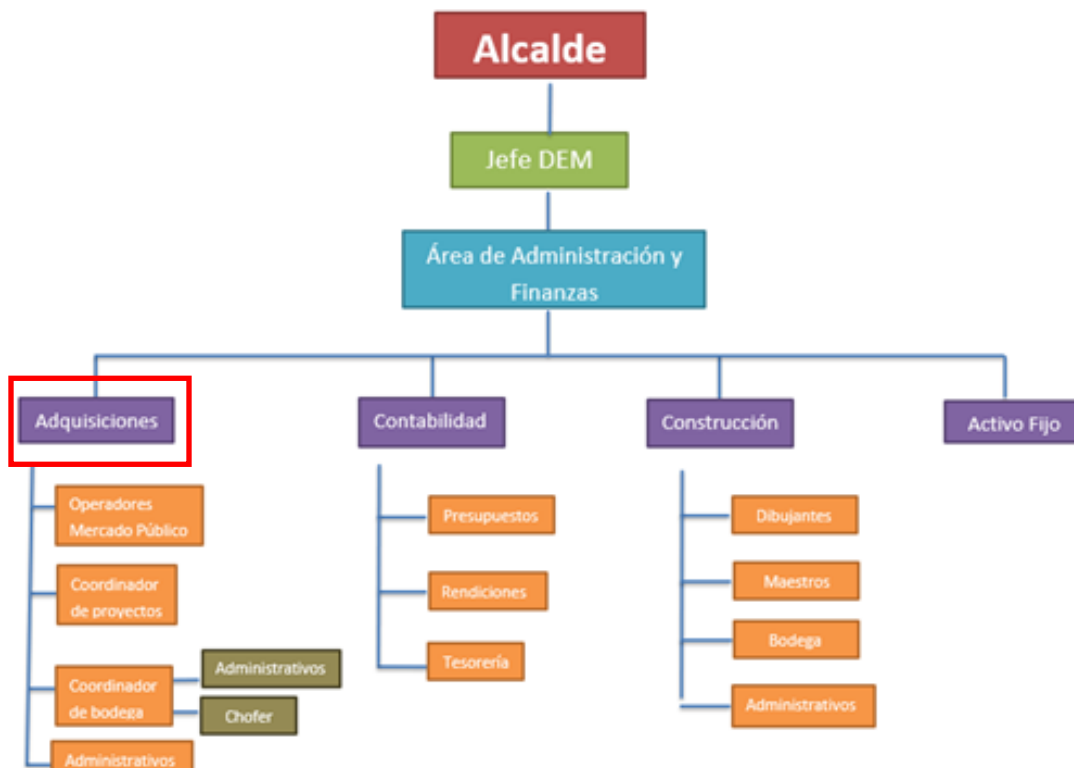 Alcalde
Jefe DEM
Área de Administración y
Finanzas
Adquisiciones
Contabilidad
Construcción
Activo Fijo
Operadores
Mercado Público
Coordinador
de proyectos
Coordinador
de bodega
Administrativos
Chofer
Administrativos
Presupuestos
Rendiciones
Tesorería
Dibujantes
Maestros
Bodega
Administrativos